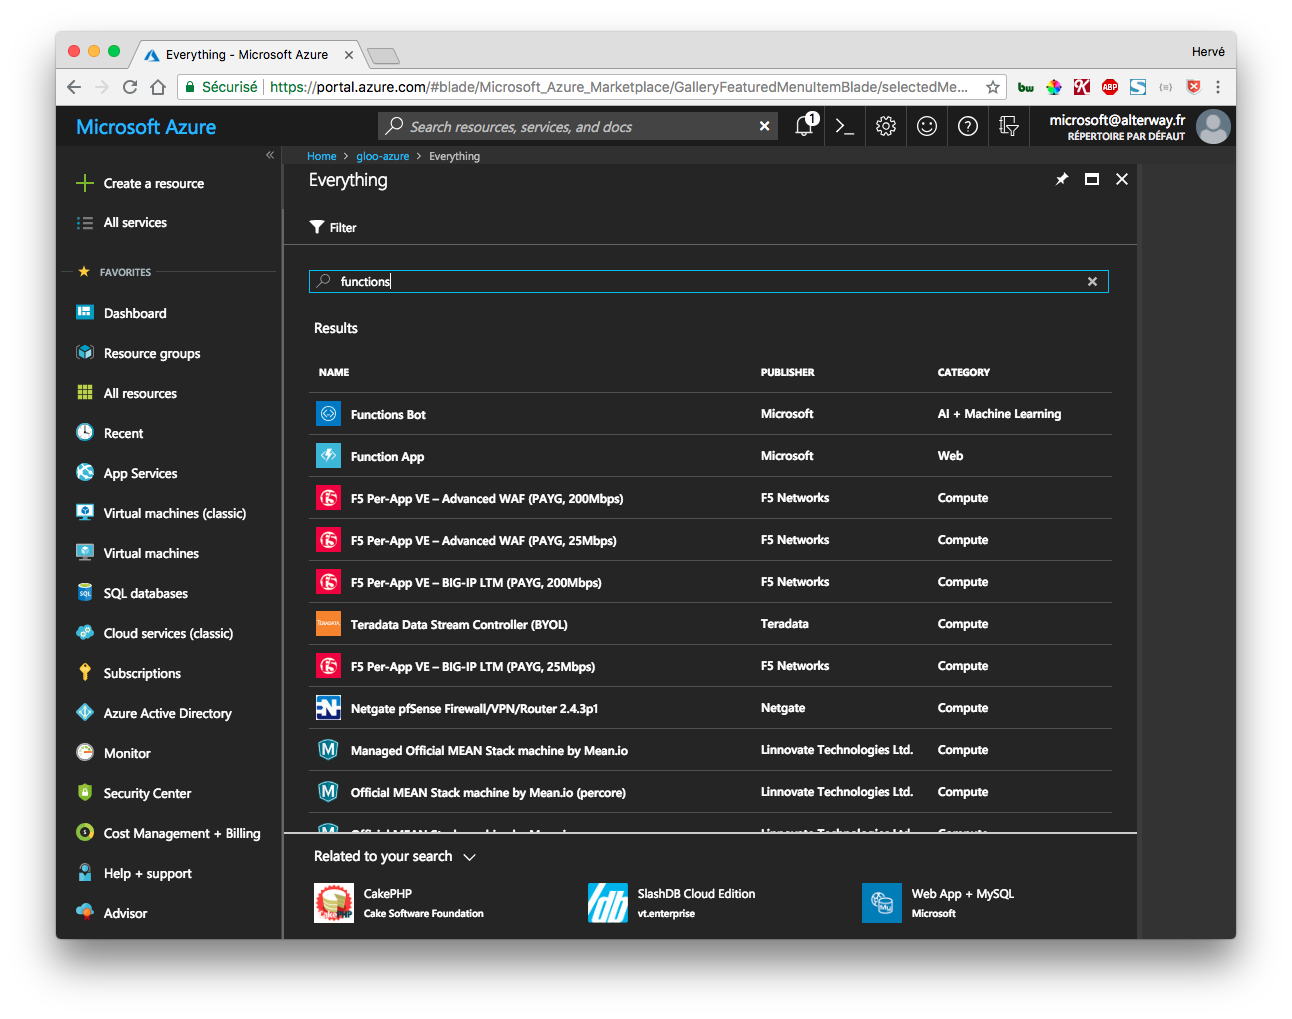 Everything - Microsoft Azure
Hervé
Sécurisé
https://portal.azure.com/#blade/Microsoft_Azure_Marketplace/GalleryFeaturedMenuItemBlade/selectedMe...
bw
ABP
Microsoft Azure
Search resources, services, and docs
1
microsoft@alterway.fr
RÉPERTOIRE PAR DÉFAUT
Home > gloo-azure > Everything
Everything
Create a resource
All services
FAVORITES
Dashboard
Resource groups
All resources
Recent
App Services
Virtual machines (classic)
Virtual machines
SQL databases
Cloud services (classic)
Subscriptions
Azure Active Directory
Monitor
Security Center
Cost Management + Billing
Help + support
Advisor
Filter
functions
Results
NAME PUBLISHER CATEGORY
Functions Bot Microsoft AI + Machine Learning
Function App Microsoft Web
F5 Per-App VE – Advanced WAF (PAYG, 200Mbps) F5 Networks Compute
F5 Per-App VE – Advanced WAF (PAYG, 25Mbps) F5 Networks Compute
F5 Per-App VE – BIG-IP LTM (PAYG, 200Mbps) F5 Networks Compute
Teradata Data Stream Controller (BYOL) Teradata Compute
F5 Per-App VE – BIG-IP LTM (PAYG, 25Mbps) F5 Networks Compute
Netgate pfSense Firewall/VPN/Router 2.4.3p1 Netgate Compute
Managed Official MEAN Stack machine by Mean.io Linnovate Technologies Ltd. Compute
Official MEAN Stack machine by Mean.io (percore) Linnovate Technologies Ltd. Compute
Related to your search
CakePHP
Cake Software Foundation
SlashDB Cloud Edition
vt.enterprise
Web App + MySQL
Microsoft